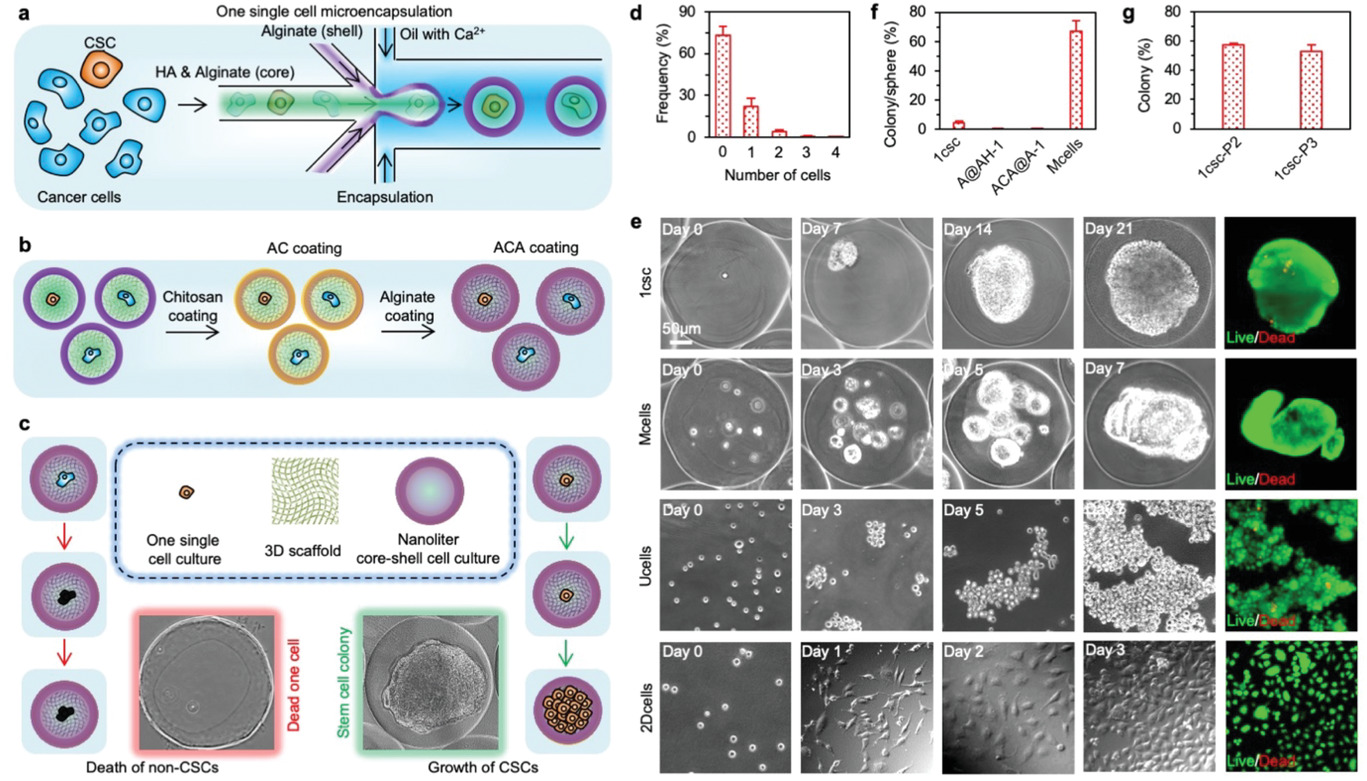 a
One single cell microencapsulation
Alginate (shell)
Oil with Ca²⁺
CSC
HA & Alginate (core)
Cancer cells
Encapsulation
b
AC coating
ACA coating
Chitosan
coating
Alginate
coating
c
One single
cell culture
3D scaffold
Nanoliter
core-shell cell culture
Dead one cell
Stem cell colony
Death of non-CSCs
Growth of CSCs
d
Frequency (%)
90
60
30
0
0 1 2 3 4
Number of cells
f
Colony/sphere (%)
80
60
40
20
0
1csc
A@AH-1
ACA@A-1
Mcells
g
Colony (%)
80
60
40
20
0
1csc-P2
1csc-P3
e
1csc
Day 0
Day 7
Day 14
Day 21
50µm
Live/Dead
Mcells
Day 0
Day 3
Day 5
Day 7
Live/Dead
Ucells
Day 0
Day 3
Day 5
Live/Dead
2Dcells
Day 0
Day 1
Day 2
Day 3
Live/Dead